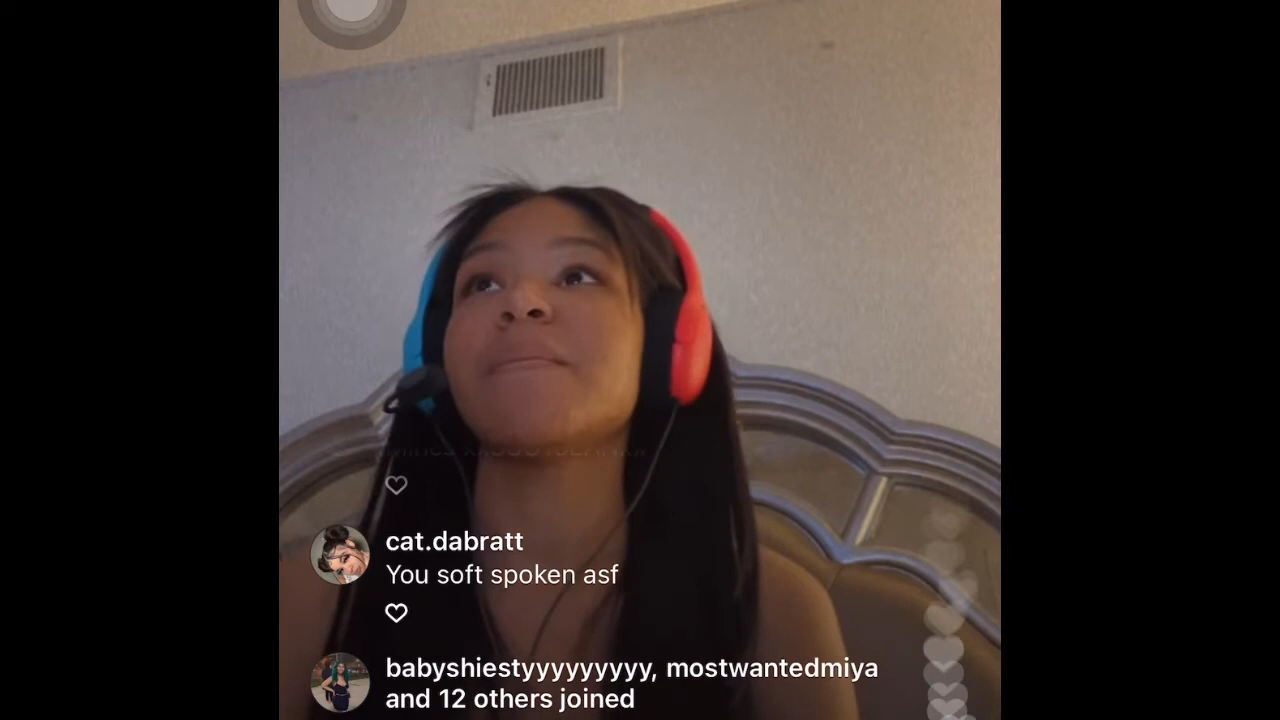 cat.dabratt
You soft spoken asf
babyshiestyyyyyyyyy, mostwantedmiya
and 12 others joined